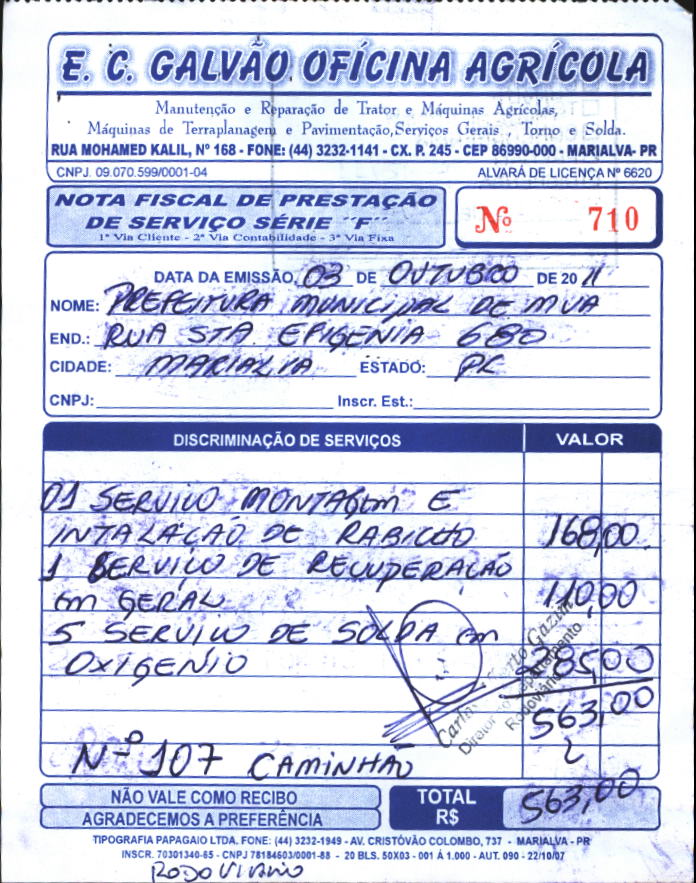 E. C. GALVÃO OFÍCINA AGRÍCOLA
Manutenção e Reparação de Trator e Máquinas Agrícolas,
Máquinas de Terraplanagem e Pavimentação,Serviços Gerais , Torno e Solda.
RUA MOHAMED KALIL, Nº 168 - FONE: (44) 3232-1141 - CX. P. 245 - CEP 86990-000 - MARIALVA- PR
CNPJ. 09.070.599/0001-04 ALVARÁ DE LICENÇA Nº 6620
NOTA FISCAL DE PRESTAÇÃO
DE SERVIÇO SÉRIE ´´F´´
1ª Via Cliente - 2ª Via Contabilidade - 3ª Via Fixa
Nº 710
DATA DA EMISSÃO, 03 DE OUTUBRO DE 20 11
NOME: PREFEITURA MUNICIPAL DE MVA
END.: RUA STA EFIGENIA 680
CIDADE: MARIALVA ESTADO: PR
CNPJ: Inscr. Est.:
DISCRIMINAÇÃO DE SERVIÇOS VALOR
01 SERVIÇO MONTAGEM E
INTALAÇÃO DE RABICHO 168,00
1 SERVIÇO DE RECUPERAÇÃO
EM GERAL 110,00
5 SERVIÇO DE SOLDA EM
OXIGENIO 285,00
Diretor do Departamento
Rodoviário
563,00
Nº 107 CAMINHÃO
NÃO VALE COMO RECIBO
AGRADECEMOS A PREFERÊNCIA
TOTAL R$ 563,00
TIPOGRAFIA PAPAGAIO LTDA. FONE: (44) 3232-1949 - AV. CRISTÓVÃO COLOMBO, 737 - MARIALVA - PR
INSCR. 70301340-65 - CNPJ 78184603/0001-88 - 20 BLS. 50X03 - 001 Á 1.000 - AUT. 090 - 22/10/07
RODOVIARIO